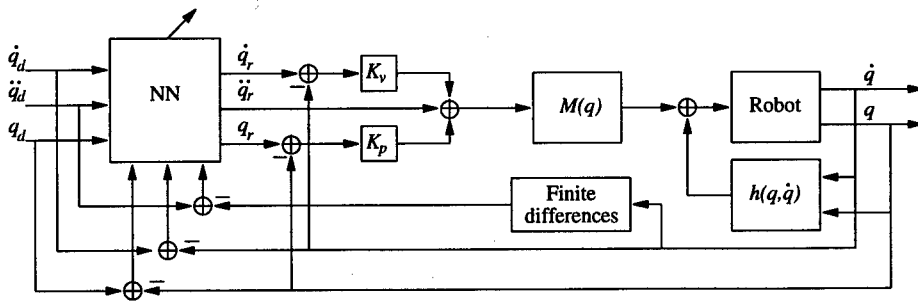 q̇_d
q̈_d
q_d
NN
q̇_r
q̈_r
q_r
−
−
K_v
K_p
M(q)
Robot
q̇
q
h(q,q̇)
Finite
differences
−
−
−